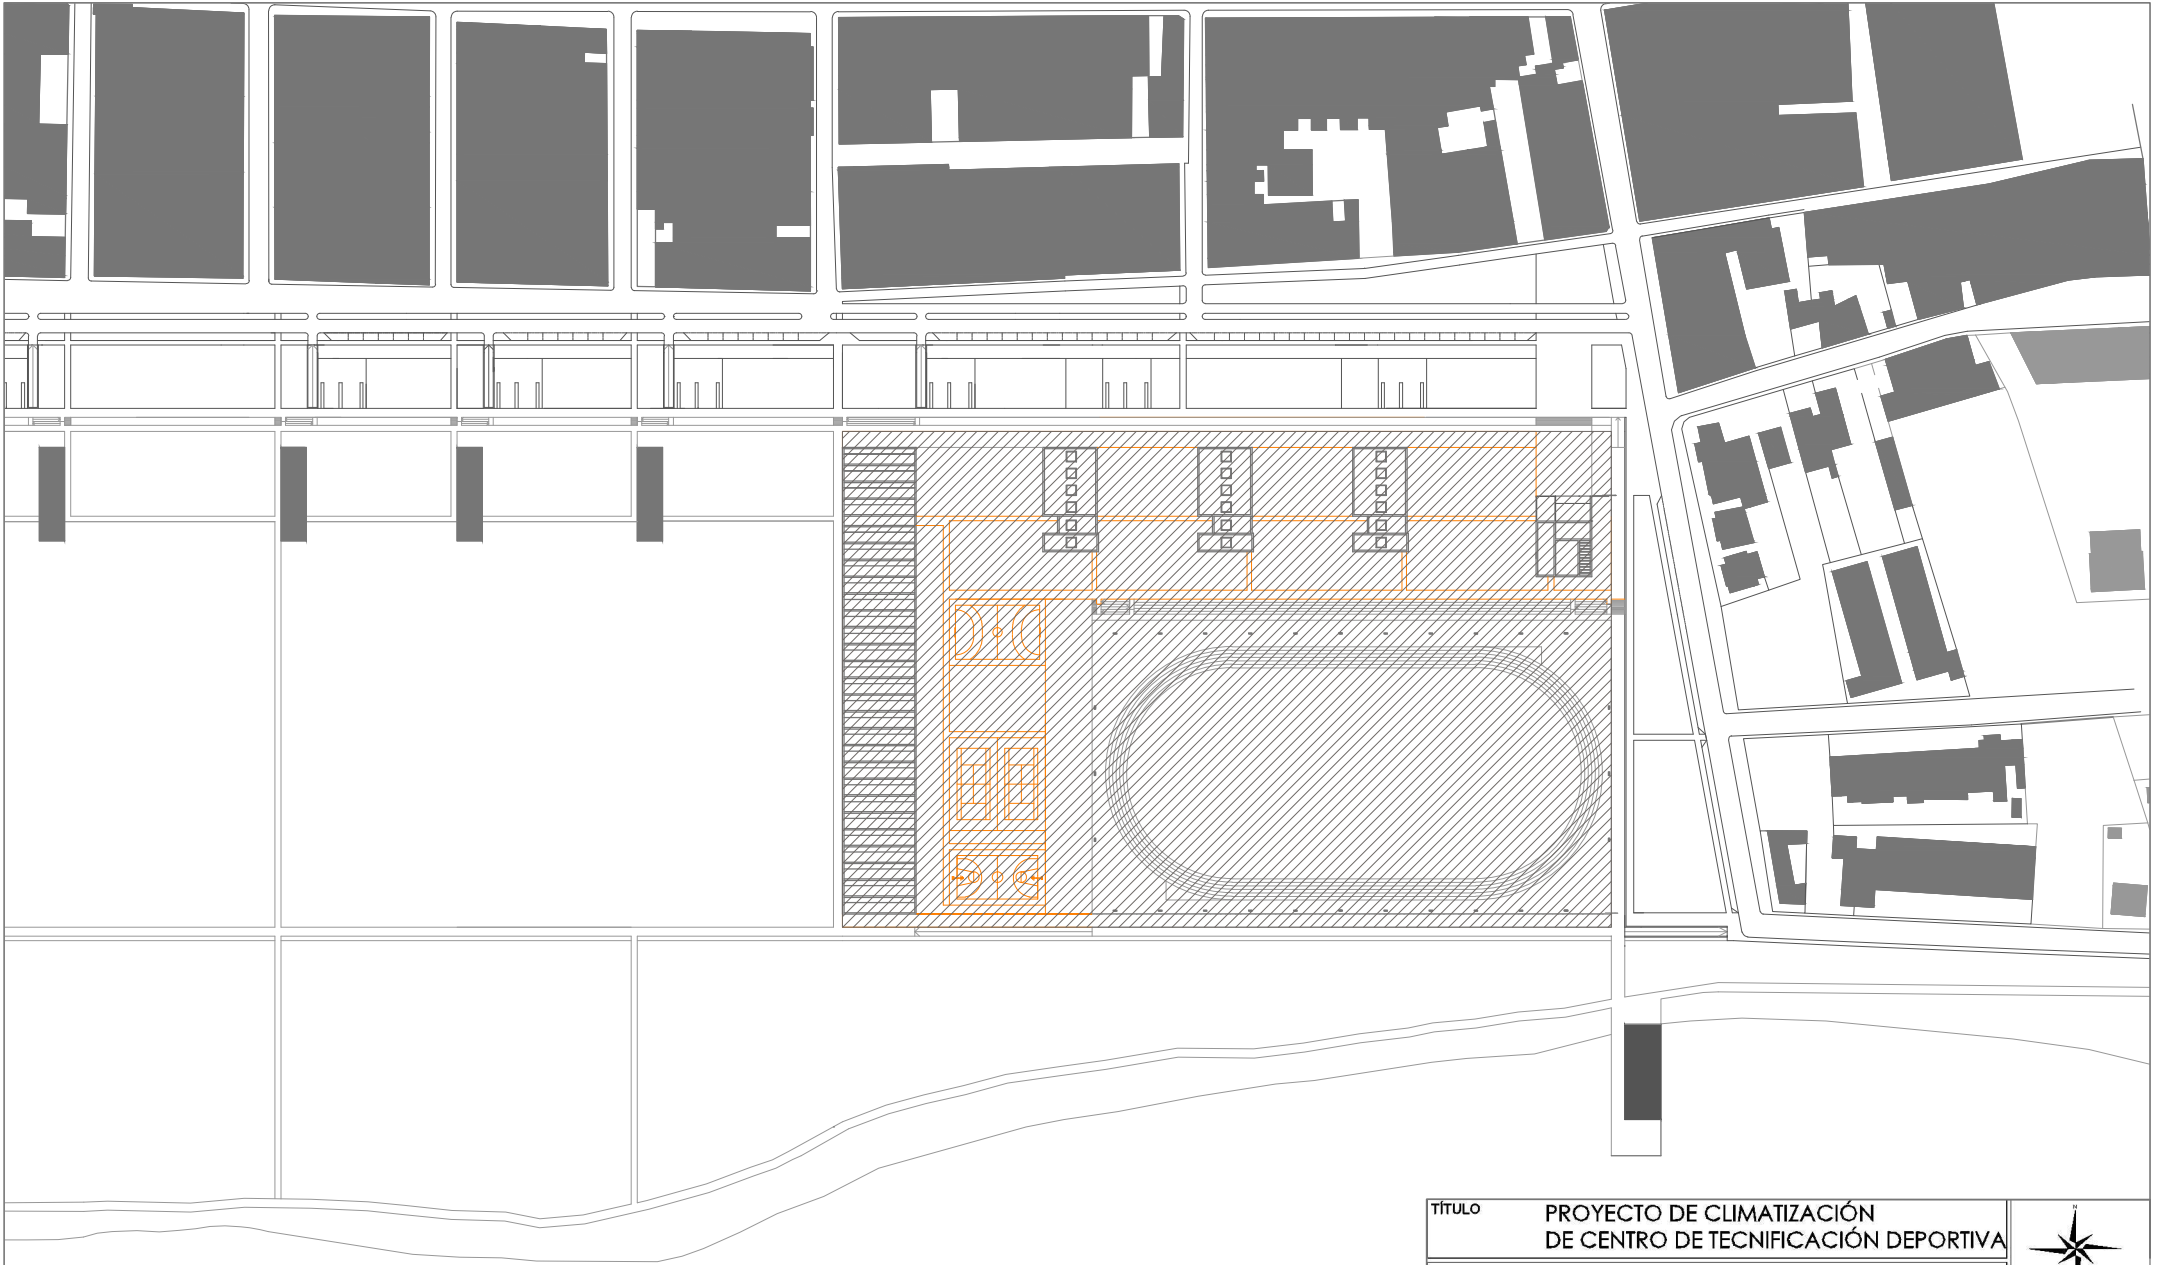 TÍTULO
PROYECTO DE CLIMATIZACIÓN
DE CENTRO DE TECNIFICACIÓN DEPORTIVA
N